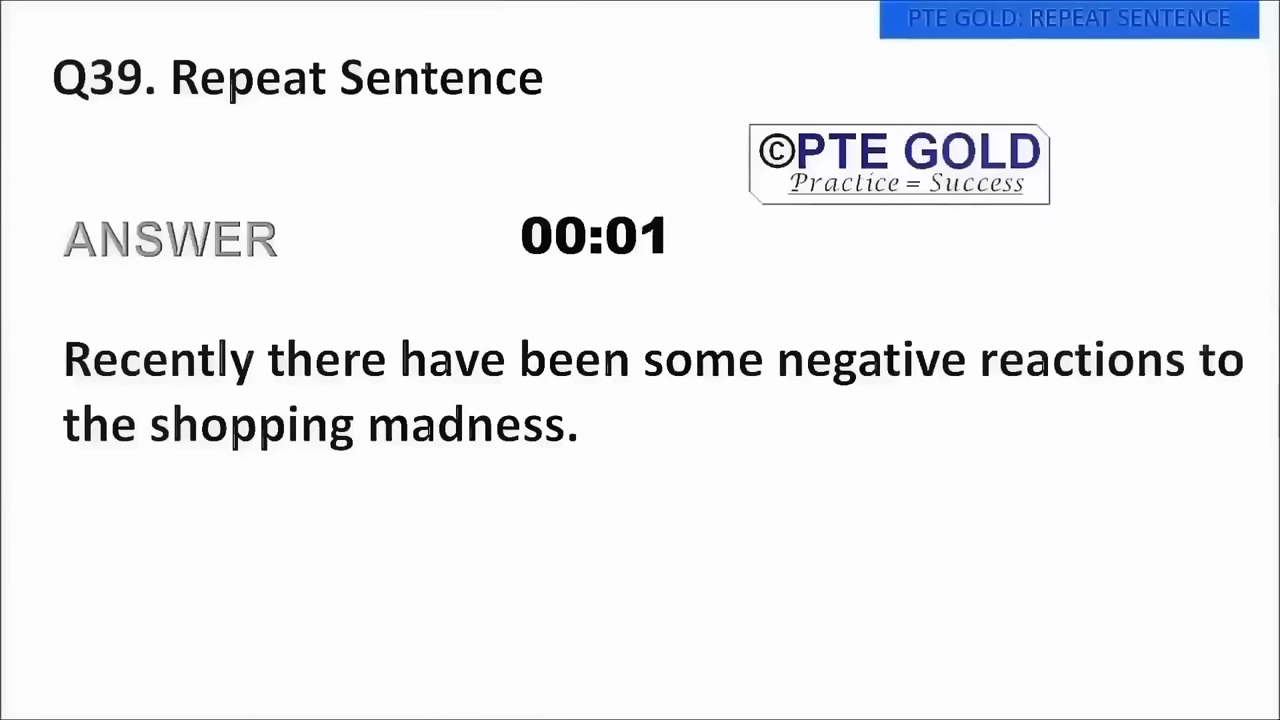 PTE GOLD: REPEAT SENTENCE
Q39. Repeat Sentence
©PTE GOLD
Practice = Success
ANSWER 00:01
Recently there have been some negative reactions to
the shopping madness.